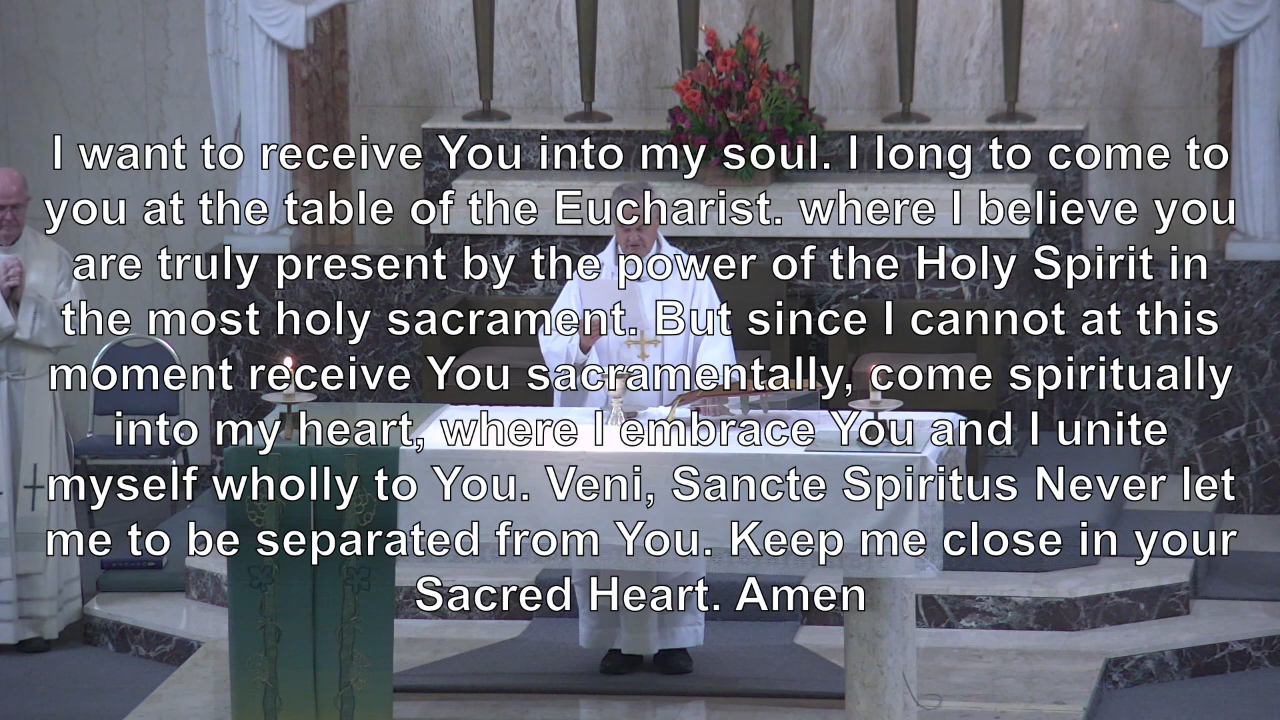 I want to receive You into my soul. I long to come to
you at the table of the Eucharist. where I believe you
are truly present by the power of the Holy Spirit in
the most holy sacrament. But since I cannot at this
moment receive You sacramentally, come spiritually
into my heart, where I embrace You and I unite
myself wholly to You. Veni, Sancte Spiritus Never let
me to be separated from You. Keep me close in your
Sacred Heart. Amen